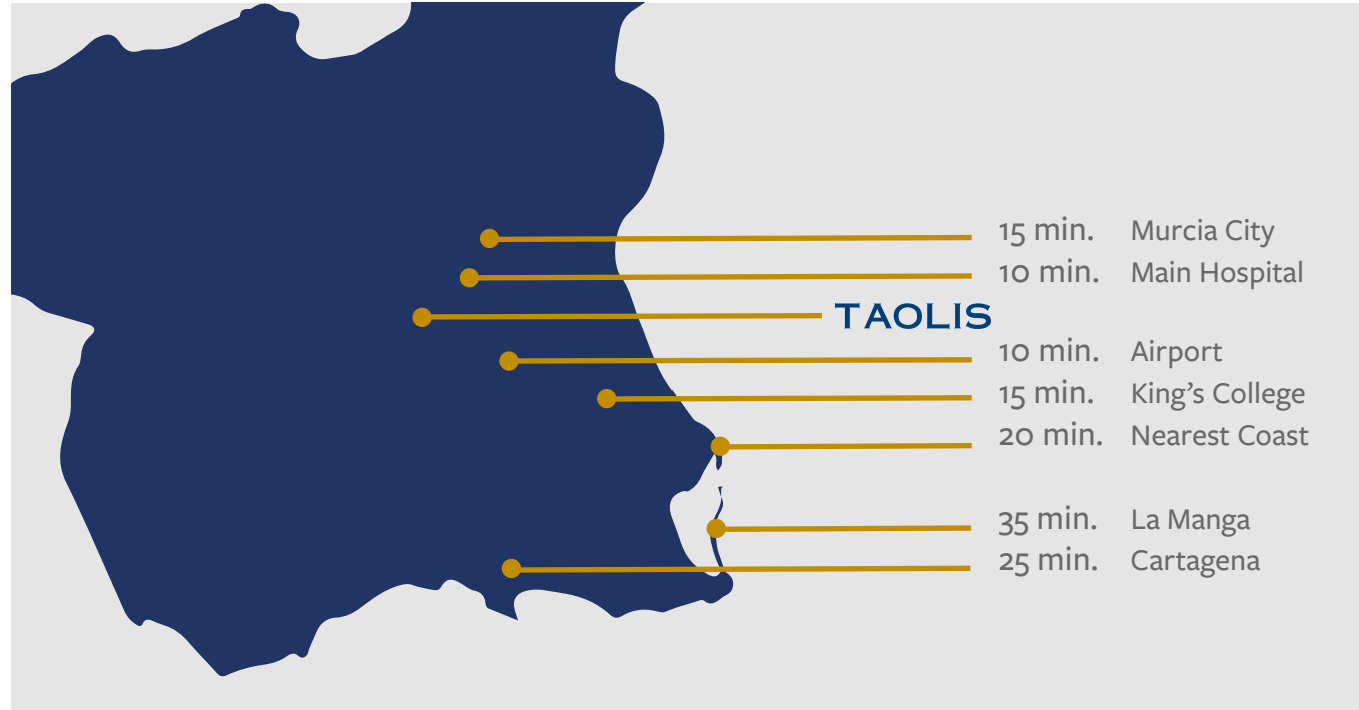 15 min. Murcia City
10 min. Main Hospital
TAOLIS
10 min. Airport
15 min. King's College
20 min. Nearest Coast
35 min. La Manga
25 min. Cartagena